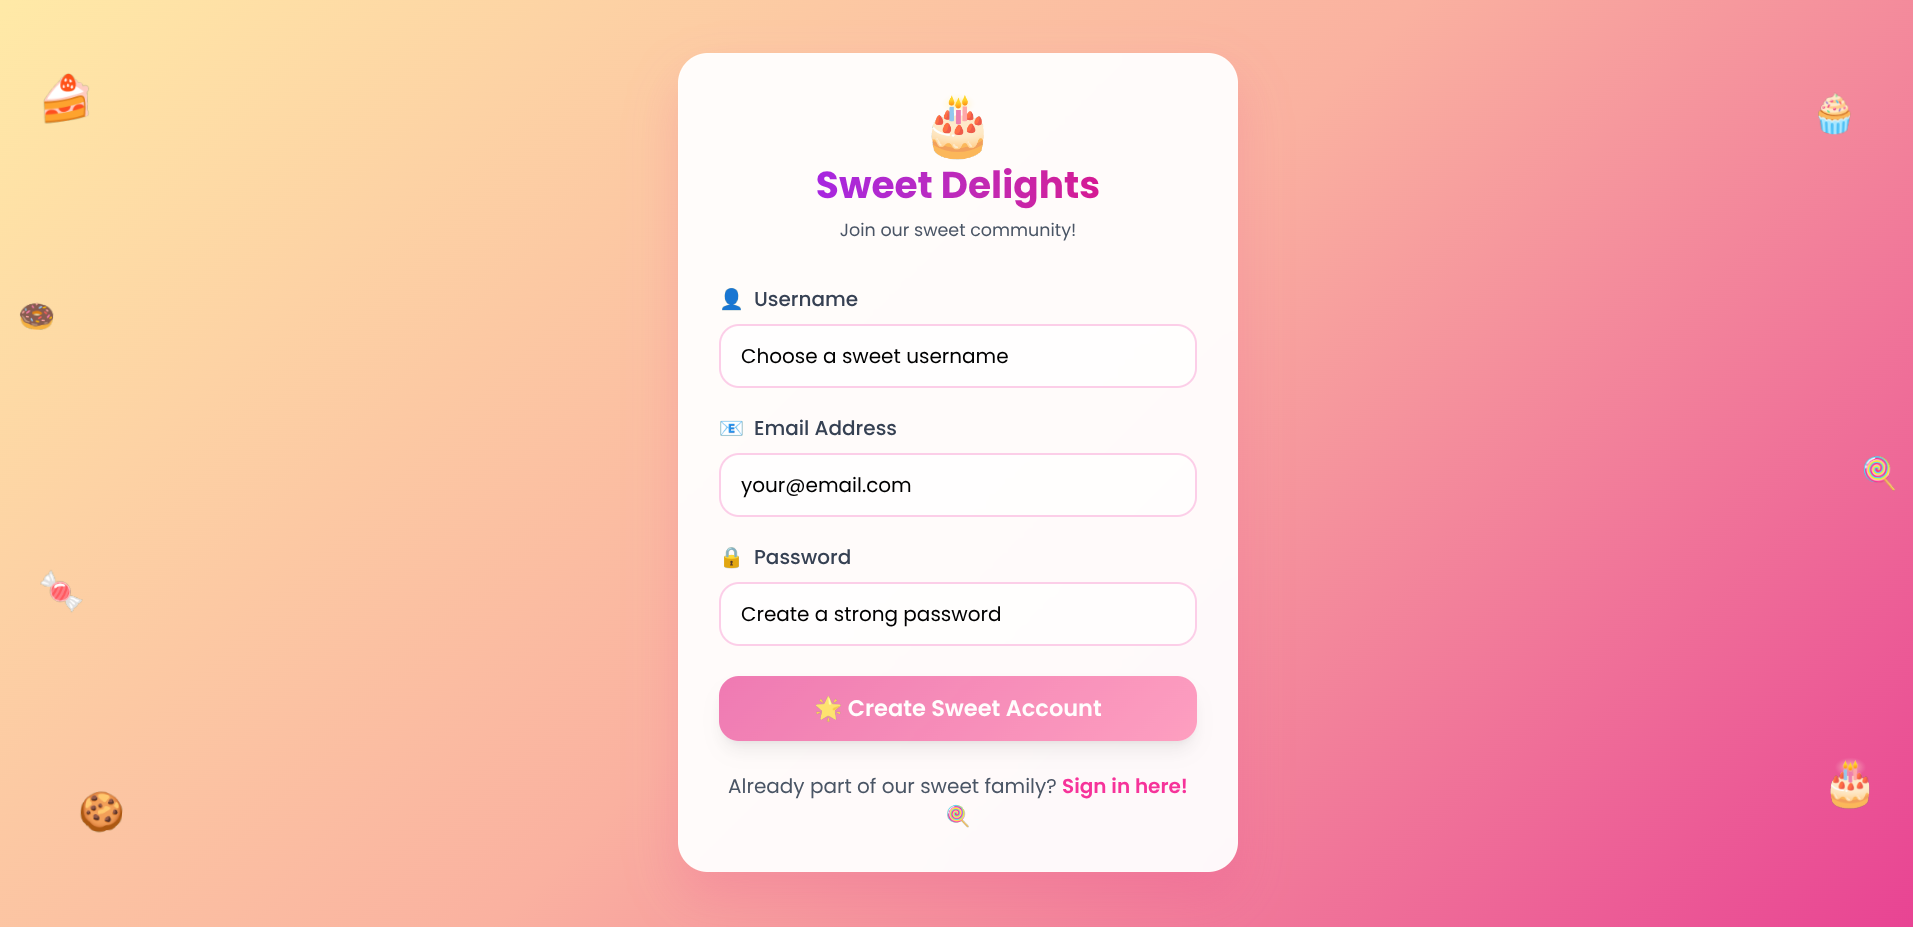 Sweet Delights
Join our sweet community!
👤 Username
Choose a sweet username
📧 Email Address
your@email.com
🔒 Password
Create a strong password
🌟 Create Sweet Account
Already part of our sweet family? Sign in here!
🍭